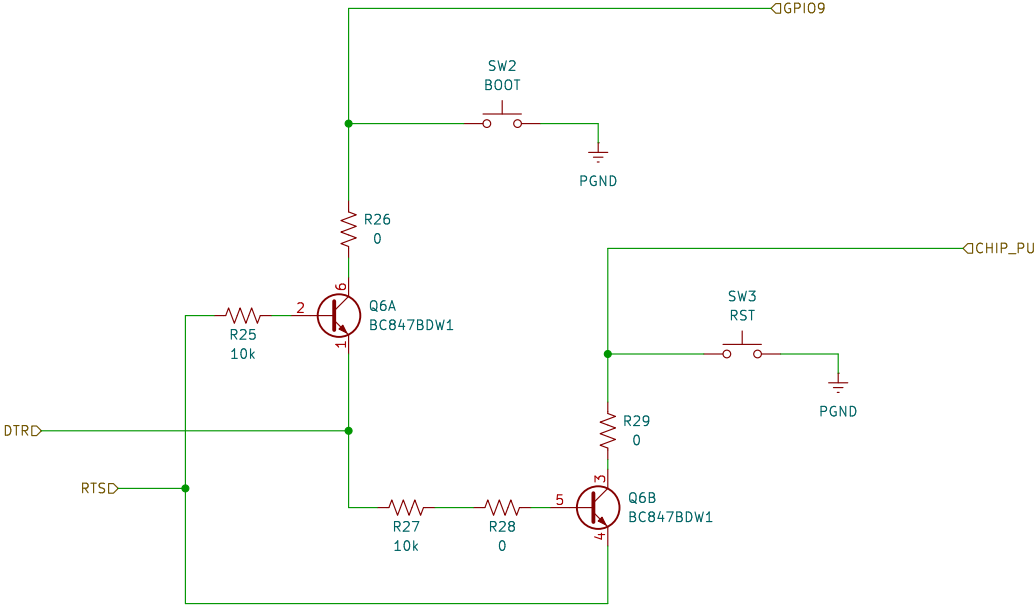 GPIO9
SW2
BOOT
PGND
R26
0
CHIP_PU
6
Q6A
2
BC847BDW1
R25
10k
1
SW3
RST
PGND
R29
0
DTR
RTS
3
Q6B
5
BC847BDW1
R27
10k
R28
0
4